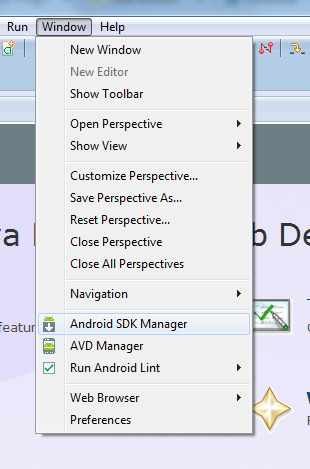 Run Window Help
New Window
New Editor
Show Toolbar
Open Perspective
Show View
Customize Perspective...
Save Perspective As...
Reset Perspective...
Close Perspective
Close All Perspectives
Navigation
Android SDK Manager
AVD Manager
Run Android Lint
Web Browser
Preferences